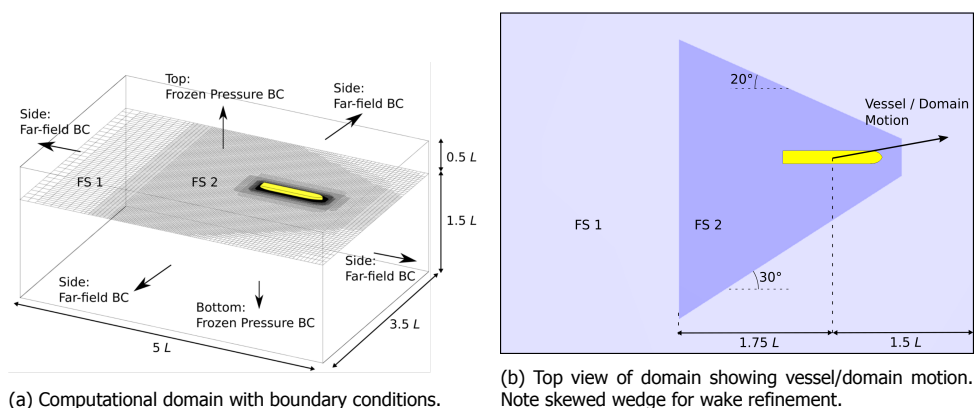 Top:
Frozen Pressure BC
Side:
Far-field BC
Side:
Far-field BC
0.5 L
FS 1
FS 2
1.5 L
Side:
Far-field BC
Side:
Far-field BC
Bottom:
Frozen Pressure BC
3.5 L
5 L
(a) Computational domain with boundary conditions.
20°
Vessel / Domain
Motion
FS 1
FS 2
30°
1.75 L
1.5 L
(b) Top view of domain showing vessel/domain motion.
Note skewed wedge for wake refinement.